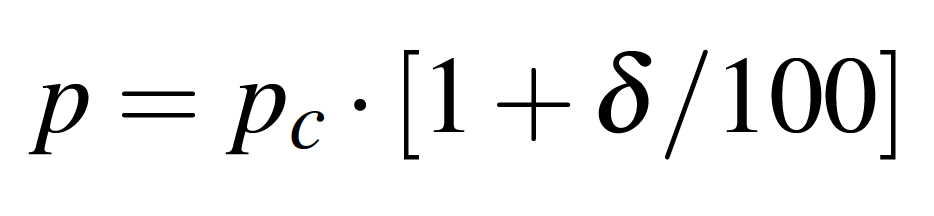 p = p_c · [1 + δ/100]